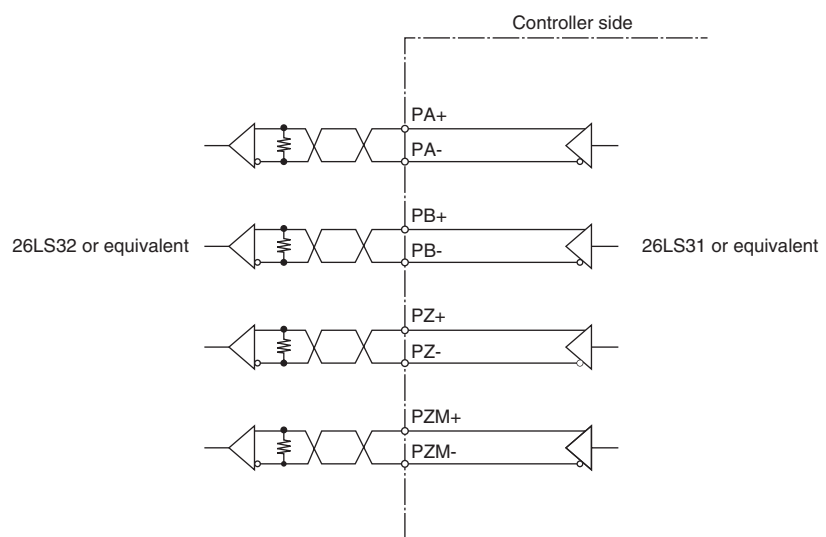 Controller side
PA+
PA-
PB+
26LS32 or equivalent
PB-
26LS31 or equivalent
PZ+
PZ-
PZM+
PZM-